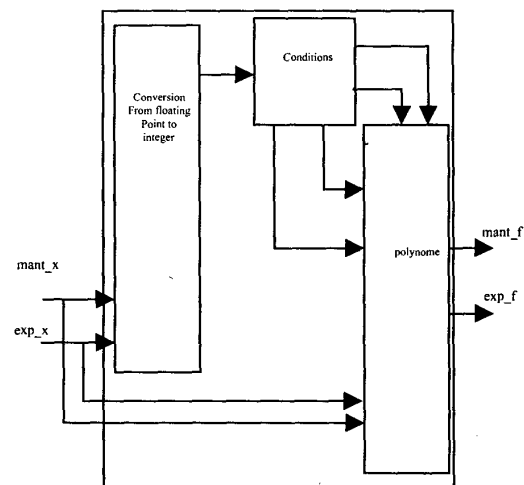 Conditions
Conversion
From floating
Point to
integer
mant_x
exp_x
polynome
mant_f
exp_f